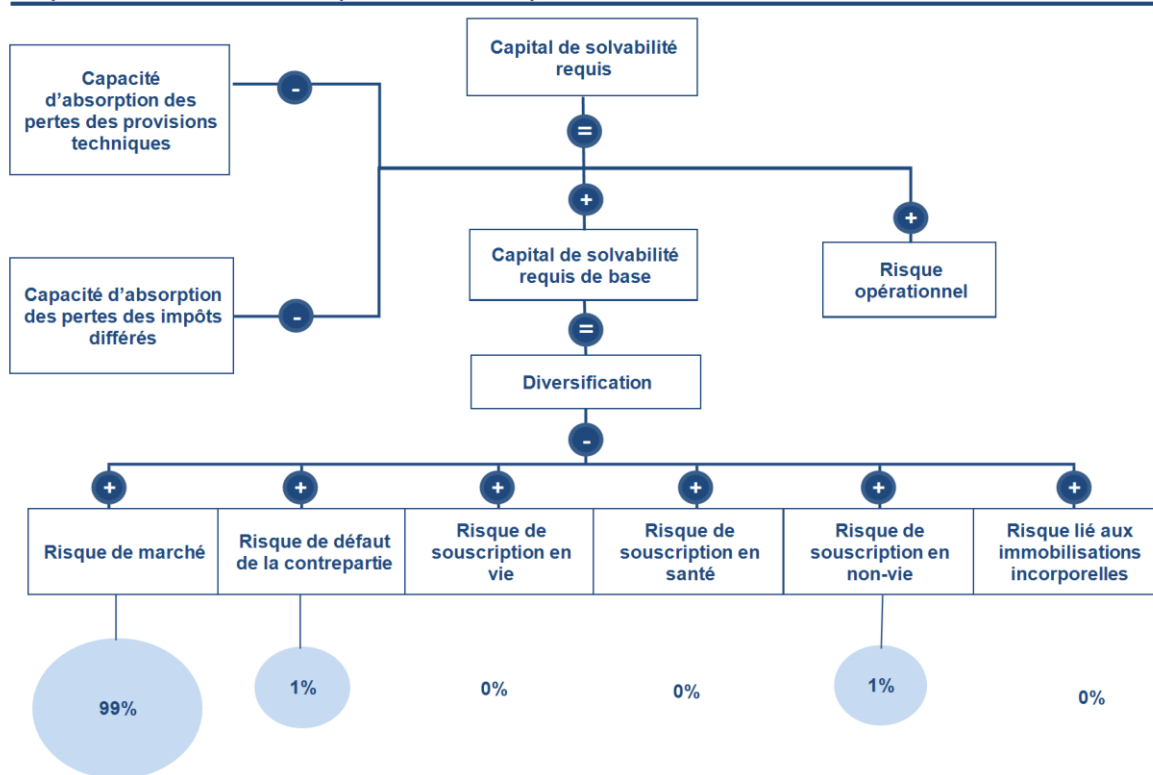 Capital de solvabilité
requis
Capacité
d'absorption des
pertes des provisions
techniques
-
=
+
+
Capital de solvabilité
requis de base
Risque
opérationnel
Capacité d'absorption
des pertes des impôts
différés
-
=
Diversification
-
+
+
+
+
+
+
Risque de marché
Risque de défaut
de la contrepartie
Risque de
souscription en
vie
Risque de
souscription en
santé
Risque de
souscription en
non-vie
Risque lié aux
immobilisations
incorporelles
99%
1%
0%
0%
1%
0%